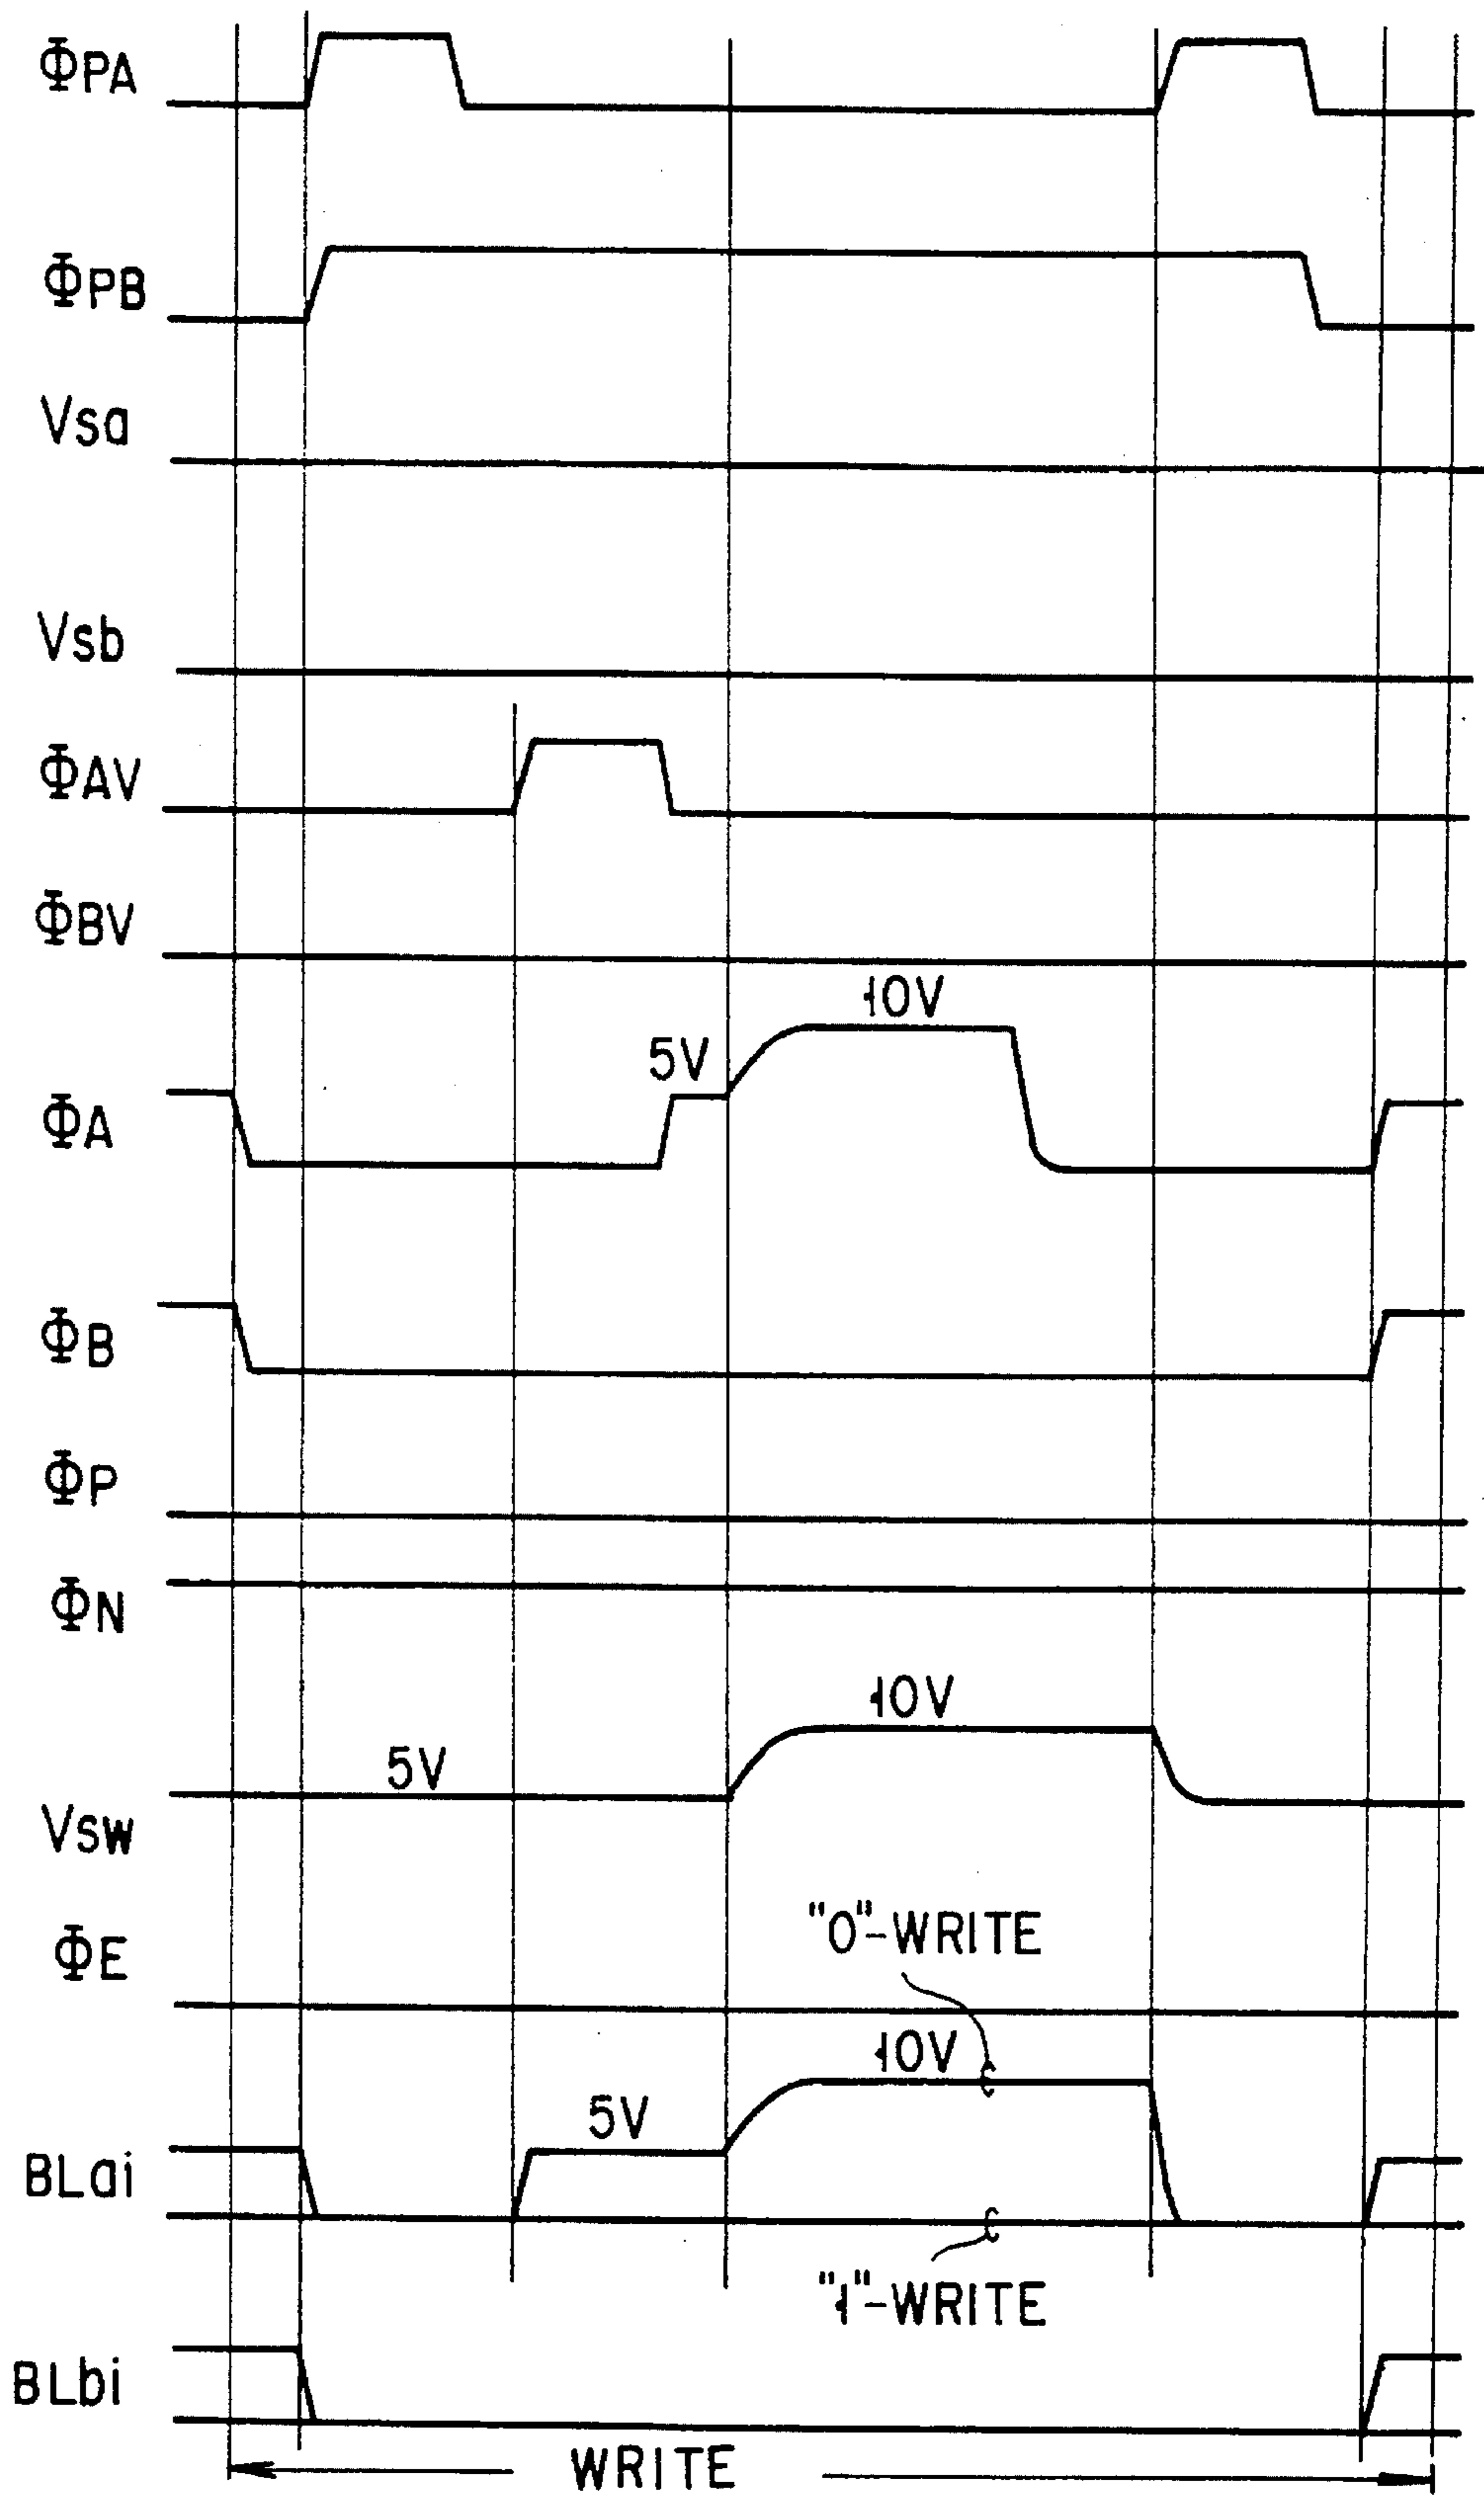 ΦPA
ΦPB
Vsa
Vsb
ΦAV
ΦBV
10V
5V
ΦA
ΦB
ΦP
ΦN
10V
5V
Vsw
"0"-WRITE
ΦE
10V
5V
BLai
"1"-WRITE
BLbi
WRITE